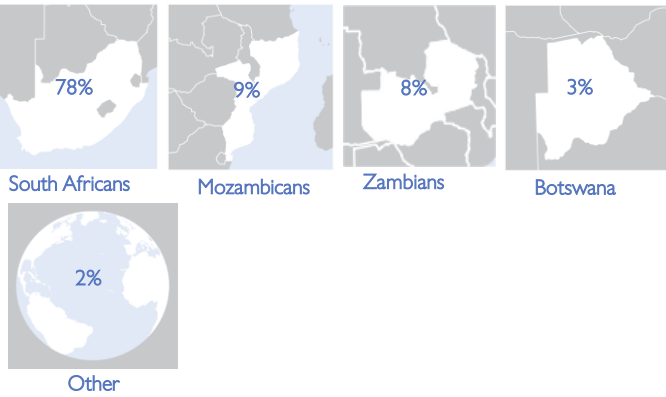 78%
9%
8%
3%
South Africans
Mozambicans
Zambians
Botswana
2%
Other